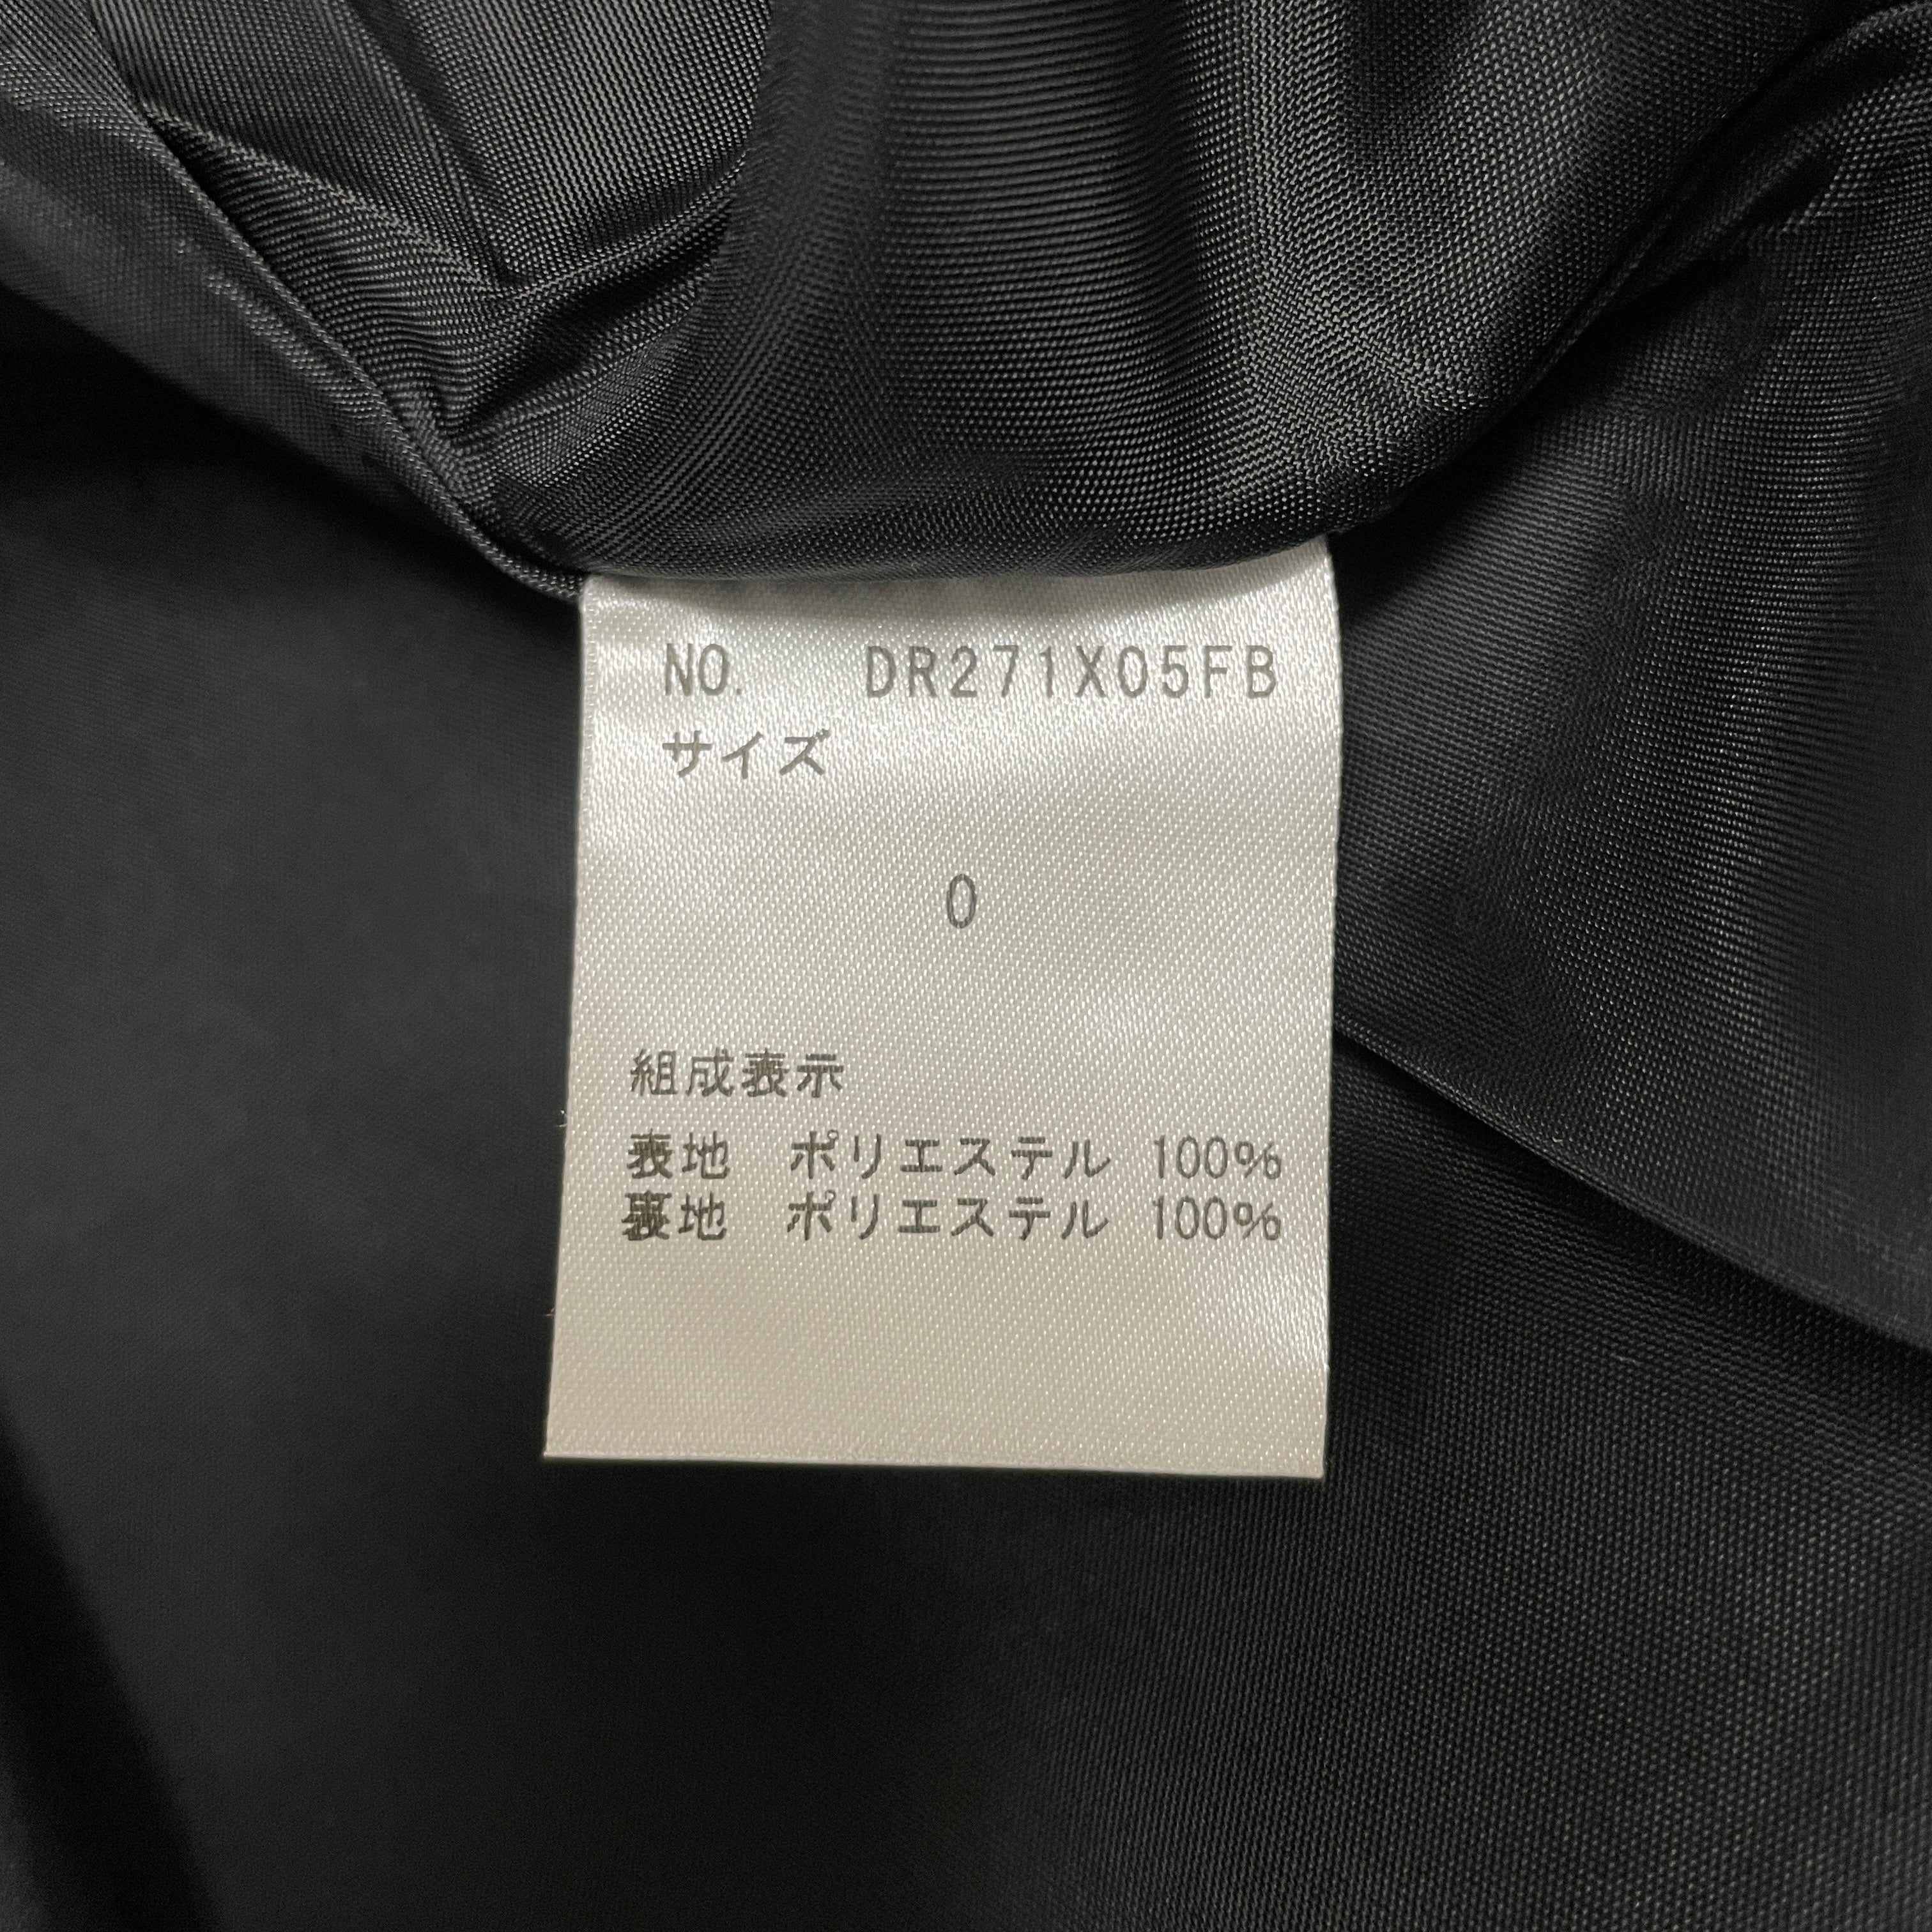 NO. DR271X05FB
サイズ
0
組成表示
表地 ポリエステル 100%
裏地 ポリエステル 100%